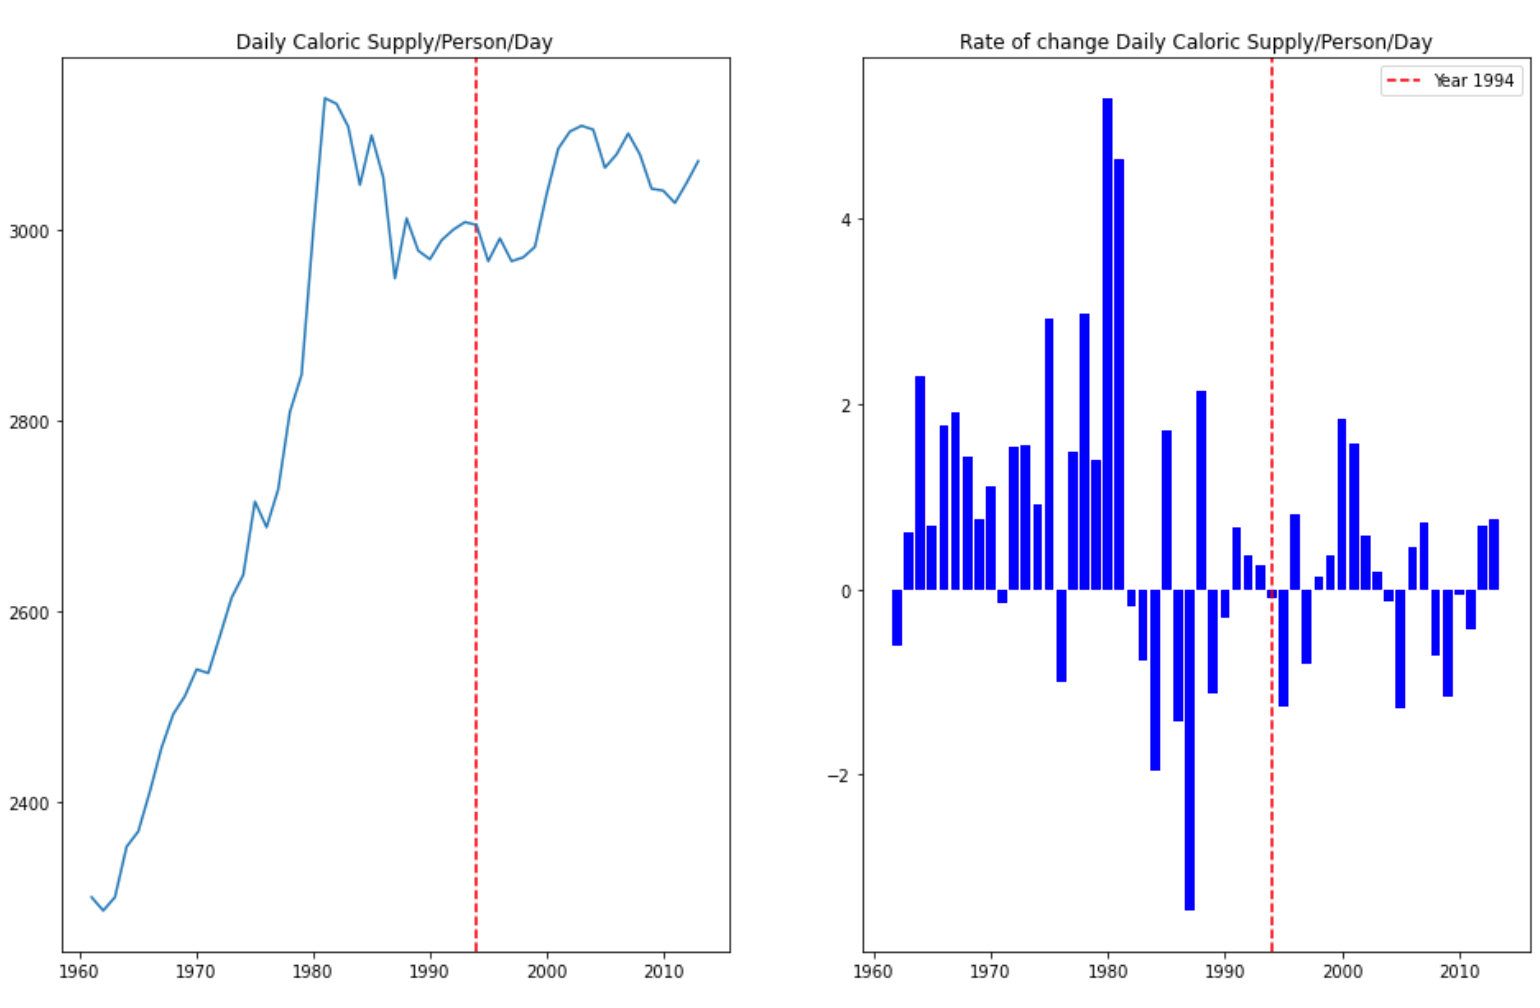 Daily Caloric Supply/Person/Day
3000
2800
2600
2400
1960 1970 1980 1990 2000 2010
Rate of change Daily Caloric Supply/Person/Day
Year 1994
4
2
0
−2
1960 1970 1980 1990 2000 2010